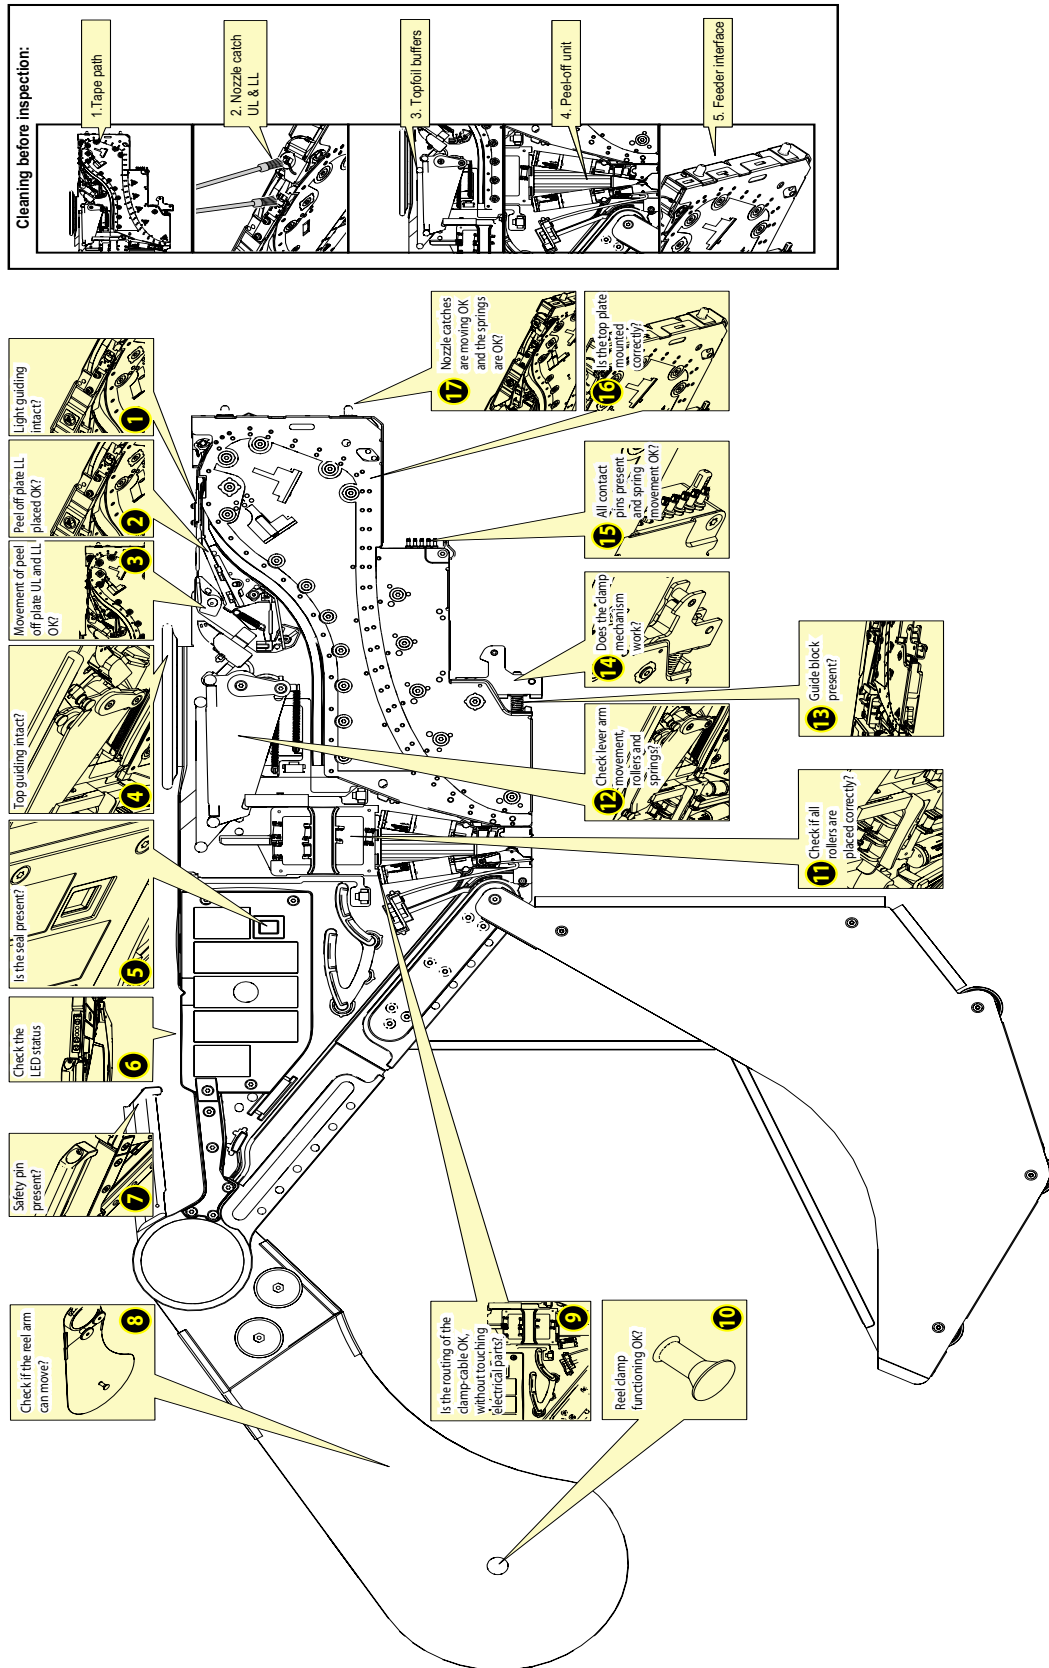 Cleaning before inspection:
1. Tape path
2. Nozzle catch
UL & LL
3. Topfoil buffers
4. Peel-off unit
5. Feeder interface
Light guiding
intact?
1
Peel off plate LL
placed OK?
2
Movement of peel
off plate UL and LL
OK?
3
Top guiding intact?
4
Is the seal present?
5
Check the
LED status
6
Safety pin
present?
7
Check if the reel arm
can move?
8
Is the routing of the
clamp-cable OK,
without touching
electrical parts?
9
Reel clamp
functioning OK?
10
Check if all
rollers are
placed correctly?
11
Check lever arm
movement,
rollers and
springs?
12
Guide block
present?
13
Does the clamp
mechanism
work?
14
All contact
pins present
and spring
movement OK?
15
Is the top plate
mounted
correctly?
16
Nozzle catches
are moving OK
and the springs
are OK?
17